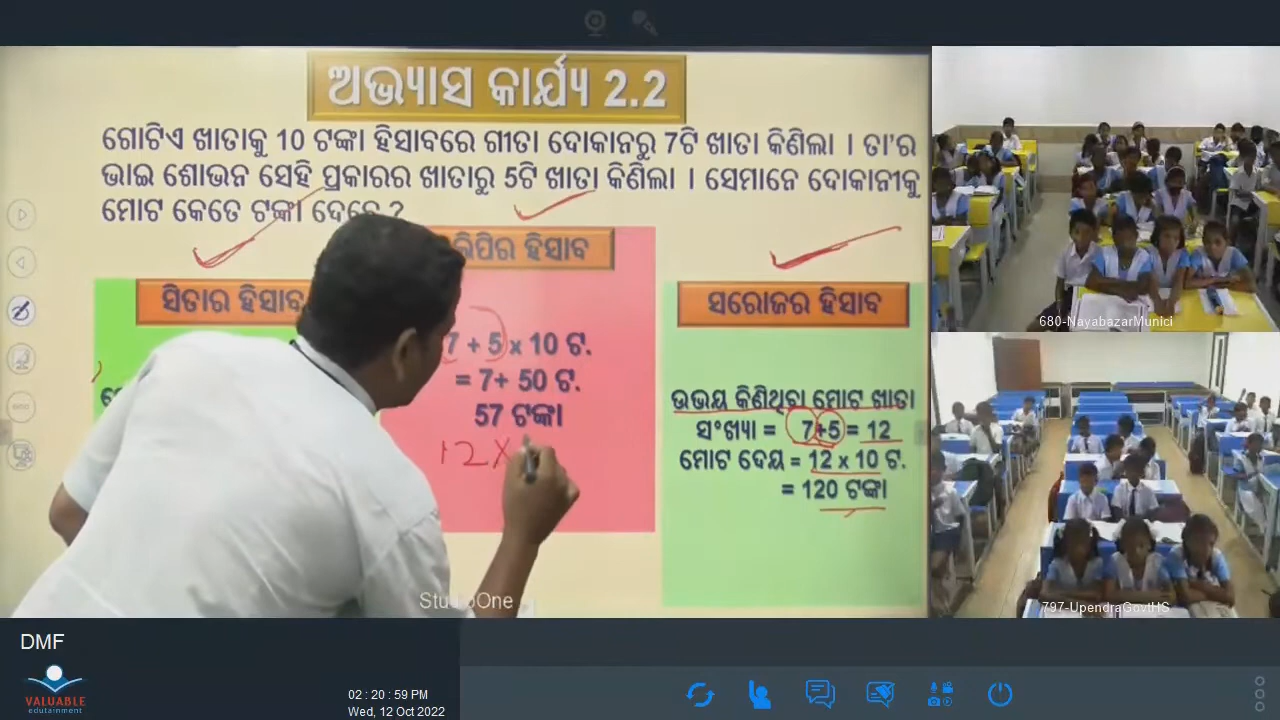 ଅଭ୍ୟାସ କାର୍ଯ୍ୟ 2.2
ଗୋଟିଏ ଖାତାକୁ 10 ଟଙ୍କା ହିସାବରେ ଗୀତା ଦୋକାନରୁ 7ଟି ଖାତା କିଣିଲା । ତା'ର
ଭାଇ ଶୋଭନ ସେହି ପ୍ରକାରର ଖାତାରୁ 5ଟି ଖାତା କିଣିଲା । ସେମାନେ ଦୋକାନୀକୁ
ମୋଟ କେତେ ଟଙ୍କା ଦେବେ ?
ସିତାର ହିସାବ
ଲିପିର ହିସାବ
7 + 5 x 10 ଟ.
= 7+ 50 ଟ.
57 ଟଙ୍କା
12 X
ସରୋଜର ହିସାବ
ଉଭୟ କିଣିଥିବା ମୋଟ ଖାତା
ସଂଖ୍ୟା = 7+5 = 12
ମୋଟ ଦେୟ = 12 x 10 ଟ.
= 120 ଟଙ୍କା
StudioOne
680-NayabazarMunici
797-UpendraGovtHS
DMF
VALUABLE
edutainment
02 : 20 : 59 PM
Wed, 12 Oct 2022